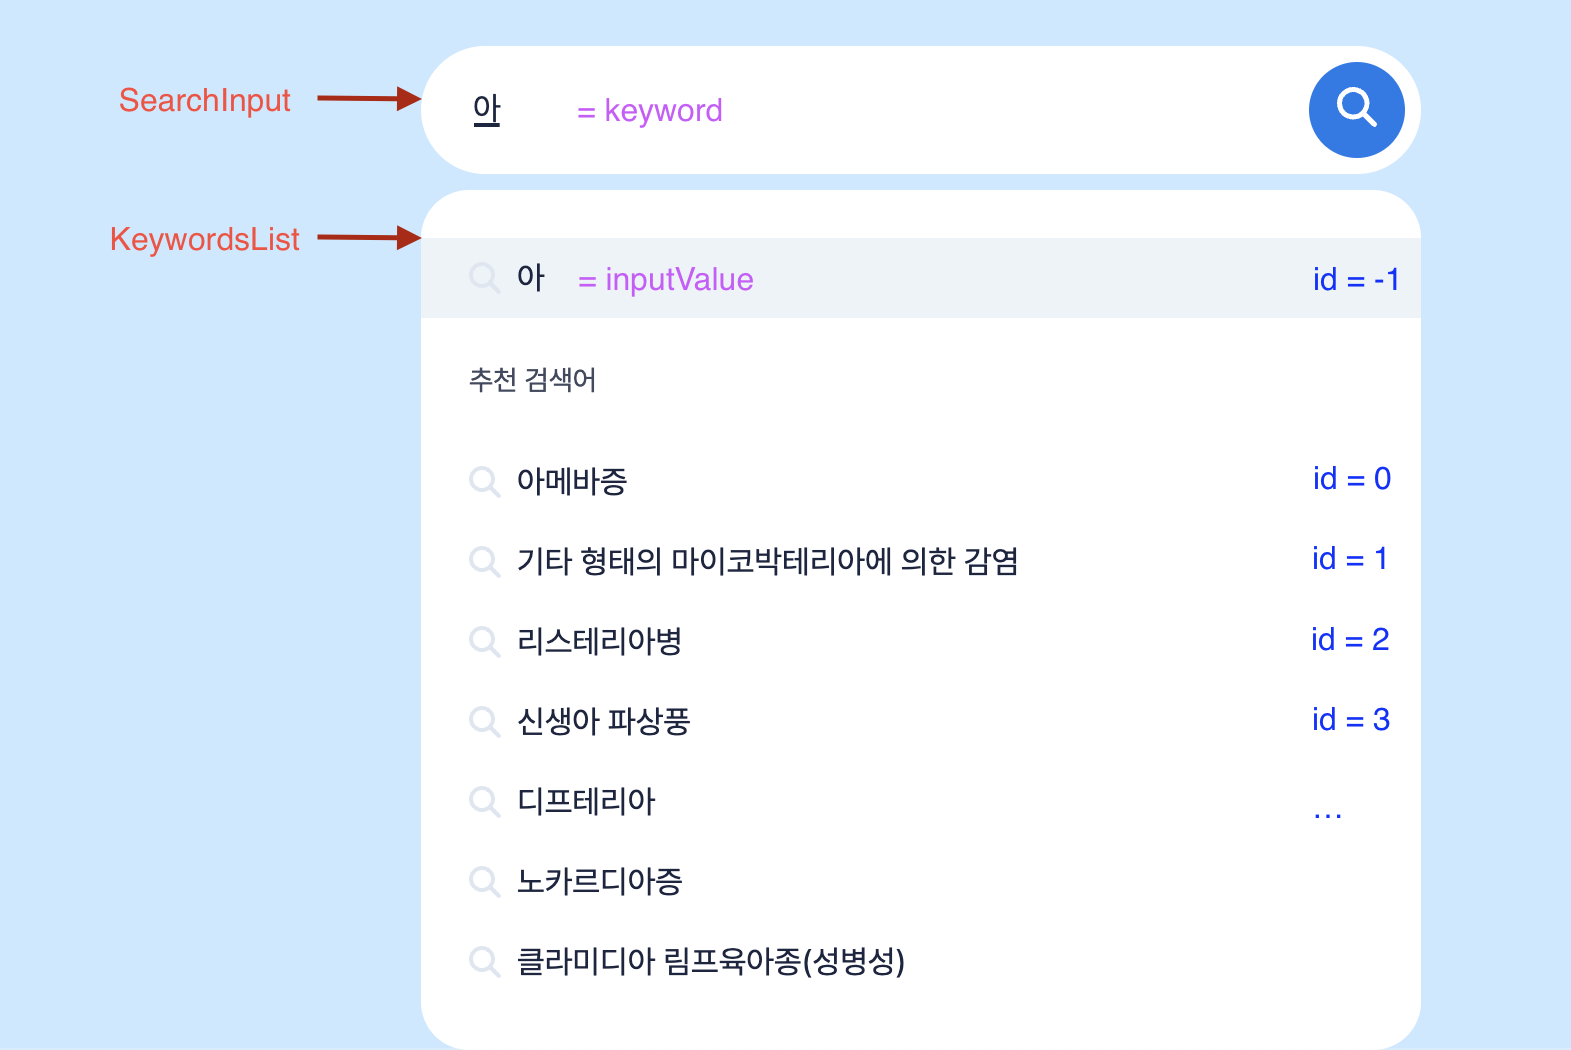 SearchInput 아 = keyword
KeywordsList
아 = inputValue id = -1
추천 검색어
아메바증 id = 0
기타 형태의 마이코박테리아에 의한 감염 id = 1
리스테리아병 id = 2
신생아 파상풍 id = 3
디프테리아 ...
노카르디아증
클라미디아 림프육아종(성병성)